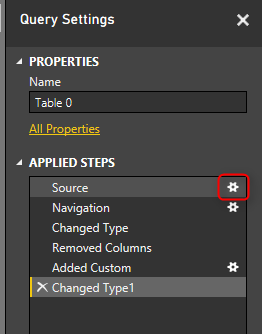 Query Settings
PROPERTIES
Name
Table 0
All Properties
APPLIED STEPS
Source
Navigation
Changed Type
Removed Columns
Added Custom
Changed Type1